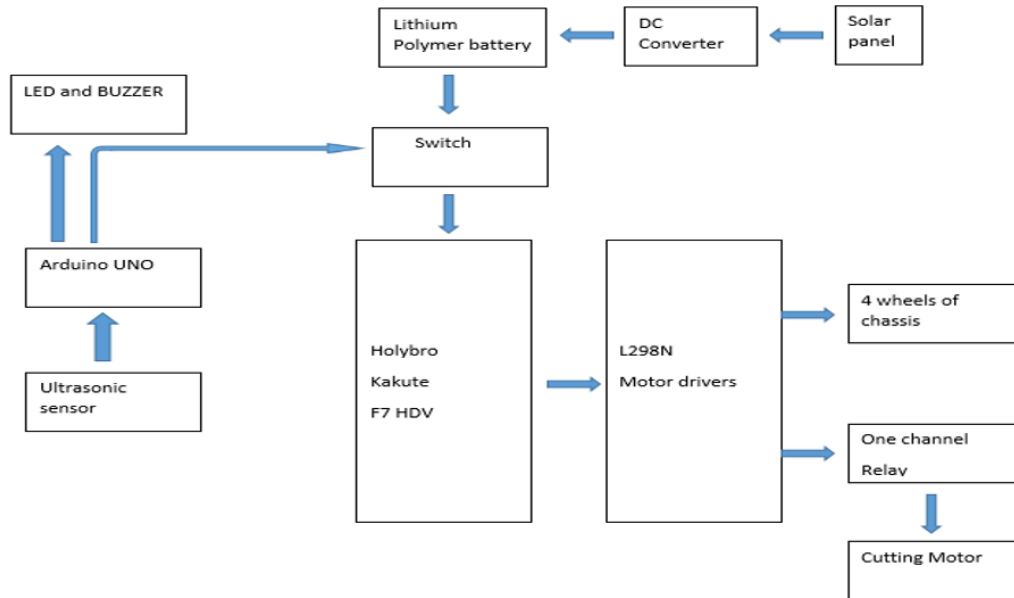 Lithium
Polymer battery
DC
Converter
Solar
panel
LED and BUZZER
Switch
Arduino UNO
Ultrasonic
sensor
Holybro
Kakute
F7 HDV
L298N
Motor drivers
4 wheels of
chassis
One channel
Relay
Cutting Motor